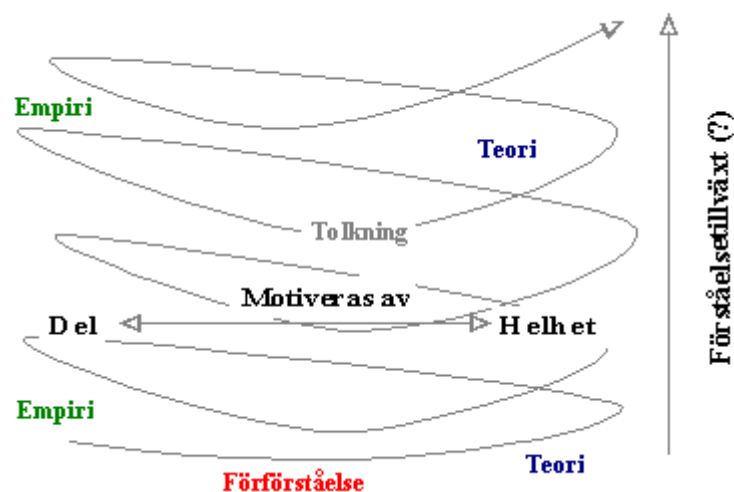 Empiri
Teori
Tolkning
Motiveras av
Del
Helhet
Empiri
Teori
Förförståelse
Förståelsetillväxt (?)